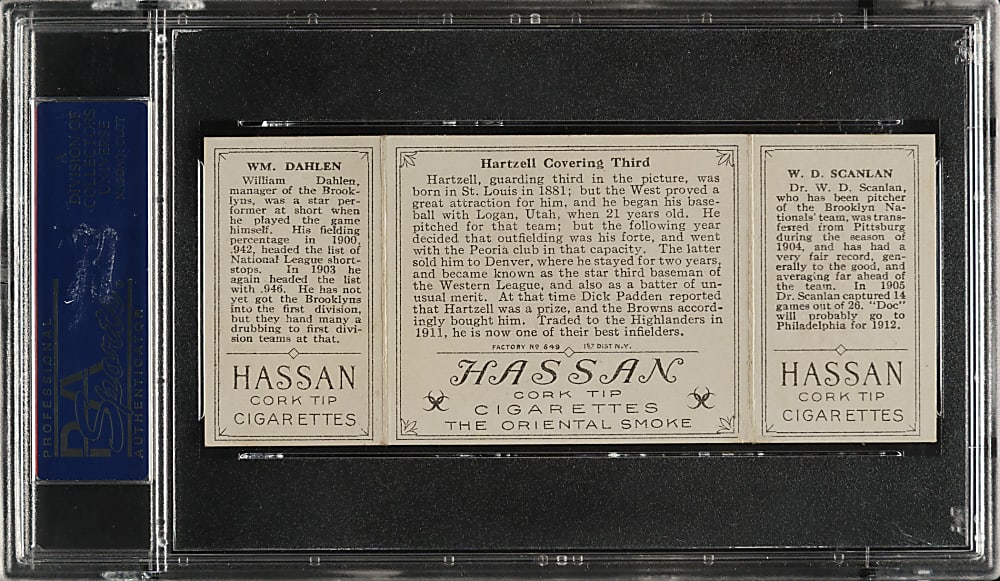 WM. DAHLEN
William Dahlen,
manager of the Brook-
lyns, was a star per-
former at short when
he played the game
himself. His fielding
percentage in 1900,
.942, headed the list of
National League short-
stops. In 1903 he
again headed the list
with .946. He has not
yet got the Brooklyns
into the first division,
but they hand many a
drubbing to first divi-
sion teams at that.
HASSAN
CORK TIP
CIGARETTES
Hartzell Covering Third
Hartzell, guarding third in the picture, was
born in St. Louis in 1881; but the West proved a
great attraction for him, and he began his base-
ball with Logan, Utah, when 21 years old. He
pitched for that team; but the following year
decided that outfielding was his forte, and went
with the Peoria club in that capacity. The latter
sold him to Denver, where he stayed for two years,
and became known as the star third baseman of
the Western League, and also as a batter of un-
usual merit. At that time Dick Padden reported
that Hartzell was a prize, and the Browns accord-
ingly bought him. Traded to the Highlanders in
1911, he is now one of their best infielders.
FACTORY Nº 649 1ST DIST N.Y.
HASSAN
CORK TIP
CIGARETTES
THE ORIENTAL SMOKE
W. D. SCANLAN
Dr. W. D. Scanlan,
who has been pitcher
of the Brooklyn Na-
tionals' team, was trans-
ferred from Pittsburg
during the season of
1904, and has had a
very fair record, gen-
erally to the good, and
averaging far ahead of
the team. In 1905
Dr. Scanlan captured 14
games out of 26. "Doc"
will probably go to
Philadelphia for 1912.
HASSAN
CORK TIP
CIGARETTES
PROFESSIONAL
PSA
Sports
AUTHENTICATOR
A
DIVISION OF
COLLECTORS
UNIVERSE
NASDAQ: CLCT